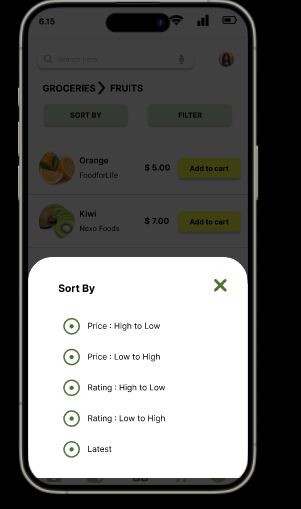 6.15
Search here
GROCERIES > FRUITS
SORT BY FILTER
Orange
FoodforLife
$ 5.00
Add to cart
Kiwi
Nexo Foods
$ 7.00
Add to cart
Sort By
Price : High to Low
Price : Low to High
Rating : High to Low
Rating : Low to High
Latest